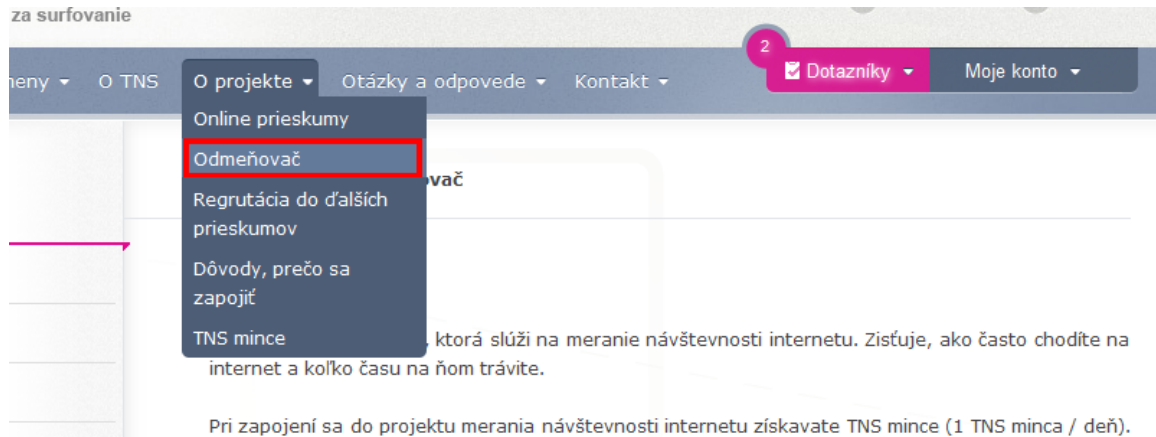 za surfovanie
2
O TNS
O projekte
Otázky a odpovede
Kontakt
Dotazníky
Moje konto
Online prieskumy
Odmeňovač
Regrutácia do ďalších
prieskumov
Dôvody, prečo sa
zapojiť
TNS mince
ktorá slúži na meranie návštevnosti internetu. Zisťuje, ako často chodíte na
internet a koľko času na ňom trávite.
Pri zapojení sa do projektu merania návštevnosti internetu získavate TNS mince (1 TNS minca / deň).